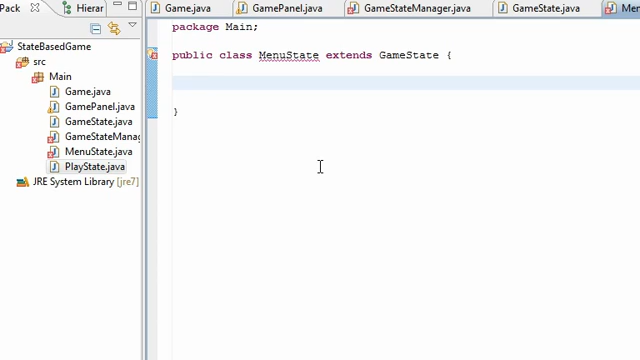 Pack Hierar Game.java GamePanel.java GameStateManager.java GameState.java Men
package Main;
public class MenuState extends GameState {
}
StateBasedGame
src
Main
Game.java
GamePanel.java
GameState.java
GameStateManag
MenuState.java
PlayState.java
JRE System Library [jre7]